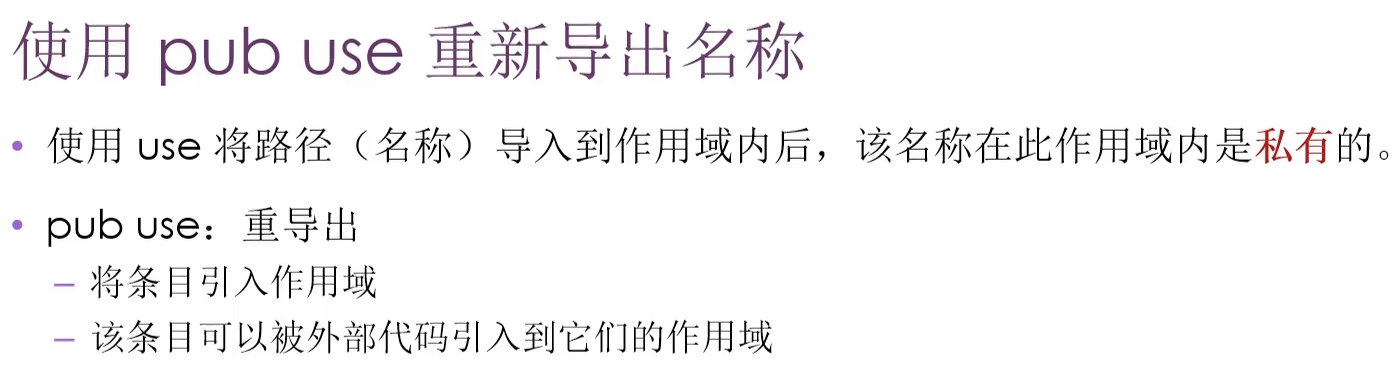 使用 pub use 重新导出名称
• 使用 use 将路径（名称）导入到作用域内后，该名称在此作用域内是私有的。
• pub use：重导出
– 将条目引入作用域
– 该条目可以被外部代码引入到它们的作用域